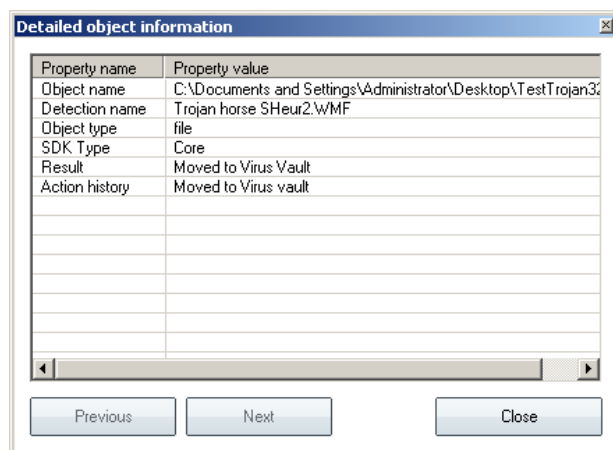 Detailed object information
Property name Property value
Object name C:\Documents and Settings\Administrator\Desktop\TestTrojan32
Detection name Trojan horse SHeur2.WMF
Object type file
SDK Type Core
Result Moved to Virus Vault
Action history Moved to Virus vault
Previous Next Close